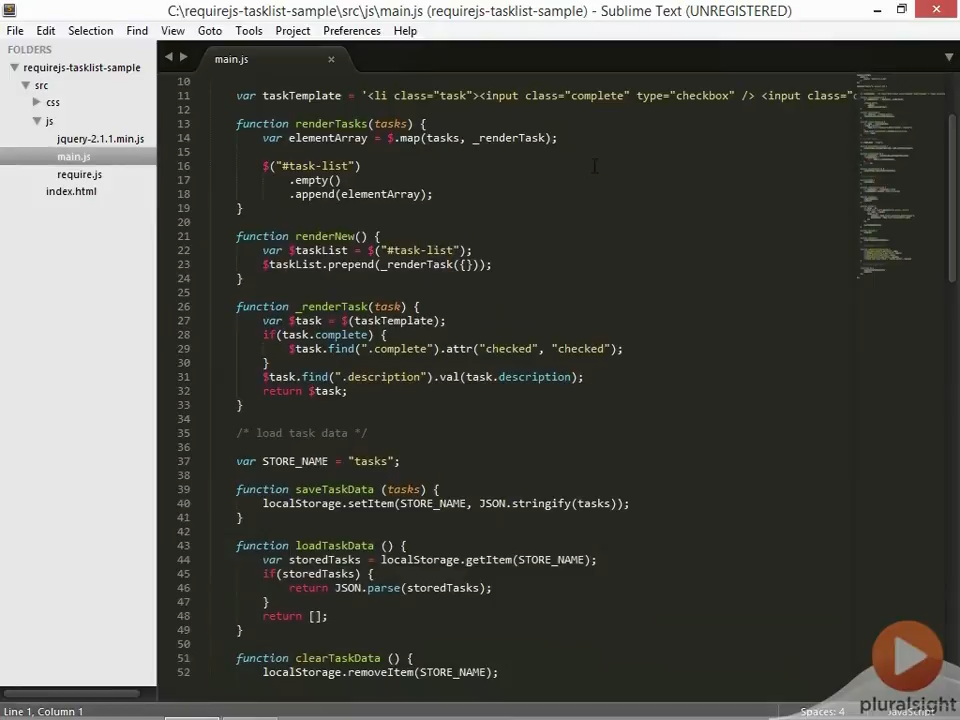 C:\requirejs-tasklist-sample\src\js\main.js (requirejs-tasklist-sample) - Sublime Text (UNREGISTERED)
File Edit Selection Find View Goto Tools Project Preferences Help
FOLDERS
requirejs-tasklist-sample
src
css
js
jquery-2.1.1.min.js
main.js
require.js
index.html
main.js
10
11 var taskTemplate = '<li class="task"><input class="complete" type="checkbox" /> <input class="c
12
13 function renderTasks(tasks) {
14 var elementArray = $.map(tasks, _renderTask);
15
16 $("#task-list")
17 .empty()
18 .append(elementArray);
19 }
20
21 function renderNew() {
22 var $taskList = $("#task-list");
23 $taskList.prepend(_renderTask({}));
24 }
25
26 function _renderTask(task) {
27 var $task = $(taskTemplate);
28 if(task.complete) {
29 $task.find(".complete").attr("checked", "checked");
30 }
31 $task.find(".description").val(task.description);
32 return $task;
33 }
34
35 /* load task data */
36
37 var STORE_NAME = "tasks";
38
39 function saveTaskData (tasks) {
40 localStorage.setItem(STORE_NAME, JSON.stringify(tasks));
41 }
42
43 function loadTaskData () {
44 var storedTasks = localStorage.getItem(STORE_NAME);
45 if(storedTasks) {
46 return JSON.parse(storedTasks);
47 }
48 return [];
49 }
50
51 function clearTaskData () {
52 localStorage.removeItem(STORE_NAME);
pluralsight
Line 1, Column 1
Spaces: 4
JavaScript